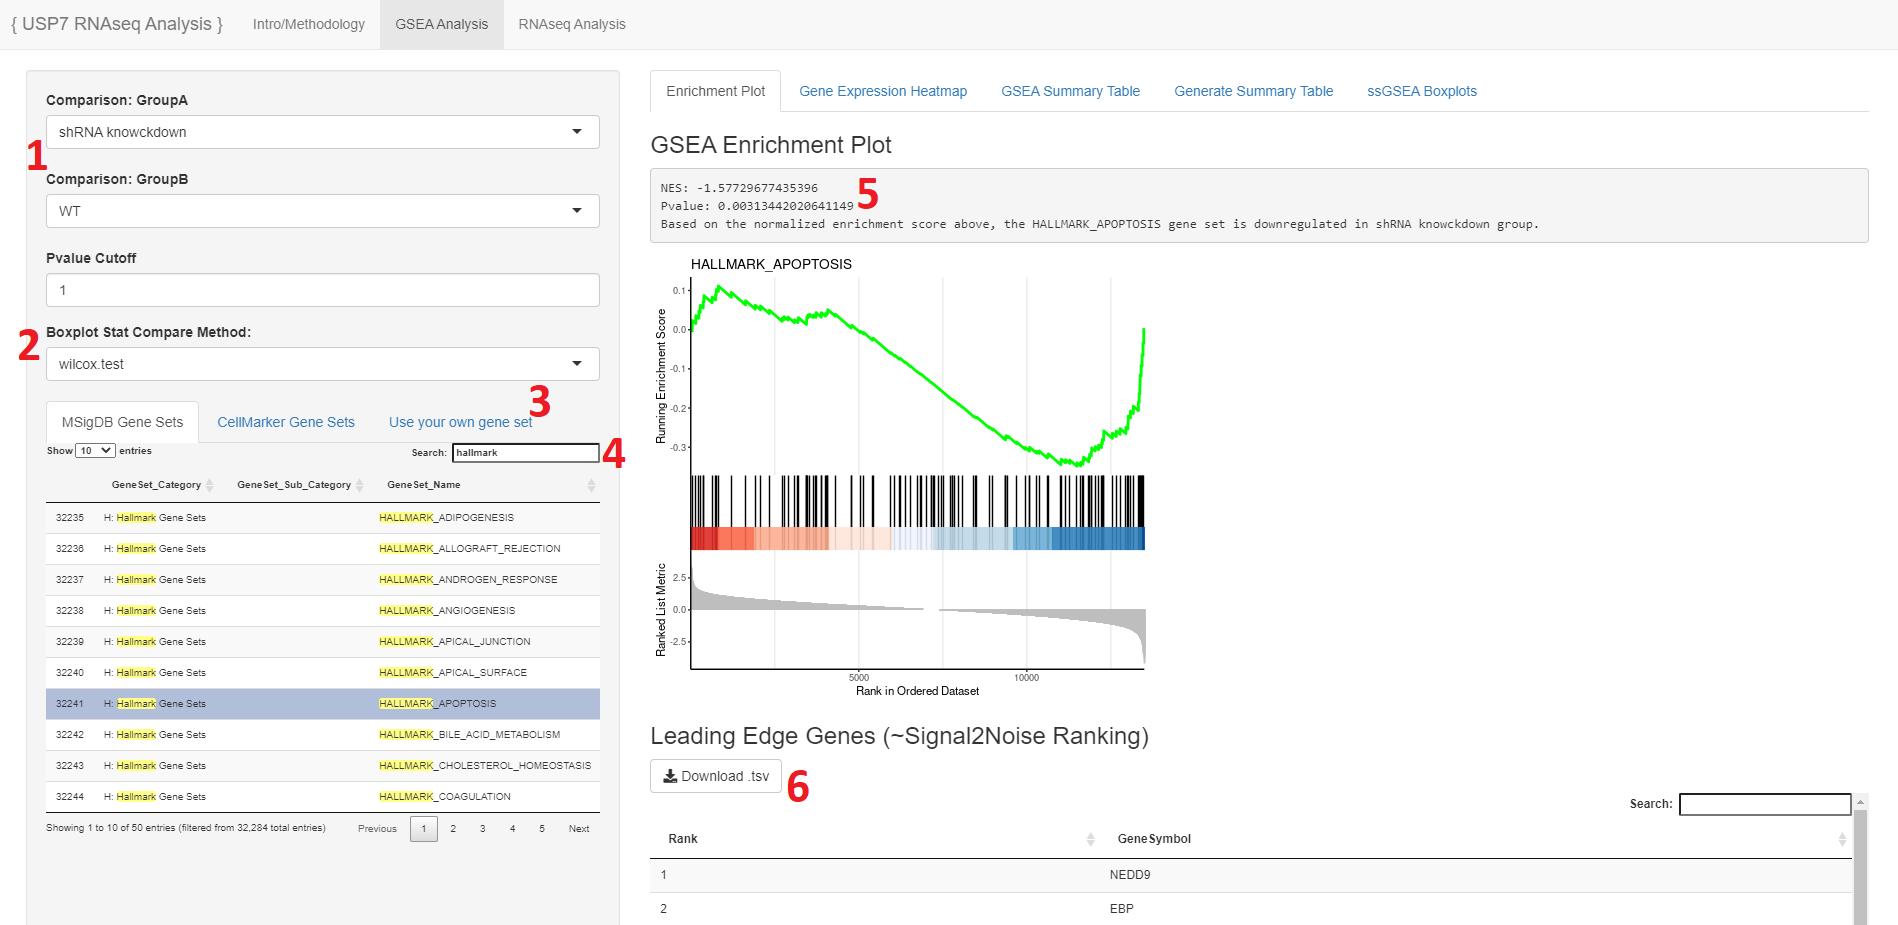 { USP7 RNAseq Analysis } Intro/Methodology GSEA Analysis RNAseq Analysis
Comparison: GroupA
shRNA knowckdown
1
Comparison: GroupB
WT
Pvalue Cutoff
1
2 Boxplot Stat Compare Method:
wilcox.test
3
MSigDB Gene Sets CellMarker Gene Sets Use your own gene set
Show 10 entries Search: hallmark 4
GeneSet_Category GeneSet_Sub_Category GeneSet_Name
32235 H: Hallmark Gene Sets HALLMARK_ADIPOGENESIS
32236 H: Hallmark Gene Sets HALLMARK_ALLOGRAFT_REJECTION
32237 H: Hallmark Gene Sets HALLMARK_ANDROGEN_RESPONSE
32238 H: Hallmark Gene Sets HALLMARK_ANGIOGENESIS
32239 H: Hallmark Gene Sets HALLMARK_APICAL_JUNCTION
32240 H: Hallmark Gene Sets HALLMARK_APICAL_SURFACE
32241 H: Hallmark Gene Sets HALLMARK_APOPTOSIS
32242 H: Hallmark Gene Sets HALLMARK_BILE_ACID_METABOLISM
32243 H: Hallmark Gene Sets HALLMARK_CHOLESTEROL_HOMEOSTASIS
32244 H: Hallmark Gene Sets HALLMARK_COAGULATION
Showing 1 to 10 of 50 entries (filtered from 32,284 total entries) Previous 1 2 3 4 5 Next
Enrichment Plot Gene Expression Heatmap GSEA Summary Table Generate Summary Table ssGSEA Boxplots
GSEA Enrichment Plot
NES: -1.57729677435396
Pvalue: 0.00313442020641149 5
Based on the normalized enrichment score above, the HALLMARK_APOPTOSIS gene set is downregulated in shRNA knowckdown group.
HALLMARK_APOPTOSIS
Running Enrichment Score
0.1
0.0
-0.1
-0.2
-0.3
Ranked List Metric
2.5
0.0
-2.5
5000 10000
Rank in Ordered Dataset
Leading Edge Genes (~Signal2Noise Ranking)
Download .tsv 6
Search:
Rank GeneSymbol
1 NEDD9
2 EBP